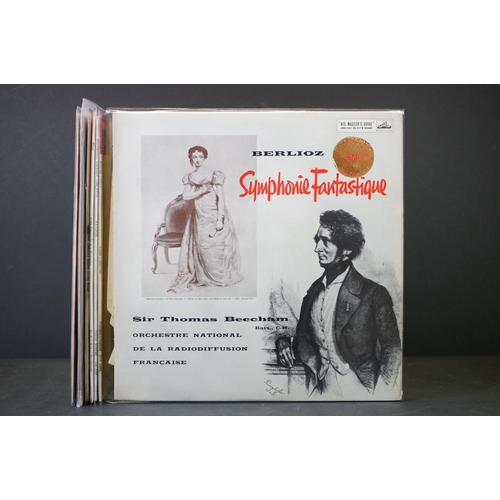 "HIS MASTER'S VOICE"
BERLIOZ
Symphonie Fantastique
Sir Thomas Beecham
Bart., C.H.
ORCHESTRE NATIONAL
DE LA RADIODIFFUSION
FRANÇAISE